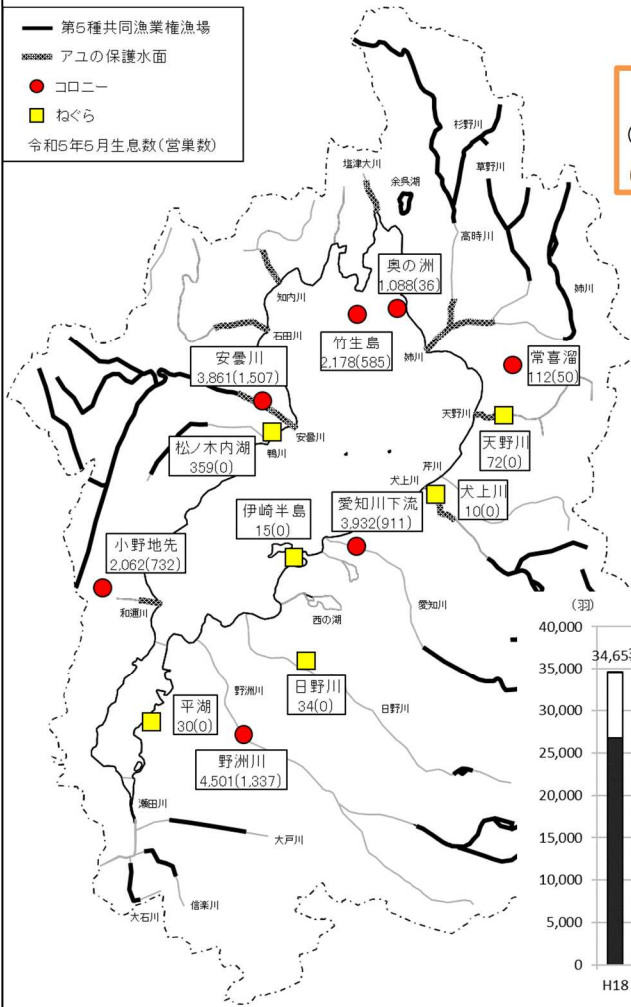 第5種共同漁業権漁場
アユの保護水面
コロニー
ねぐら
令和5年5月生息数(営巣数)
杉野川
草野川
塩津大川
余呉湖
高時川
姉川
奥の洲
1,088(36)
知内川
竹生島
2,178(585)
石田川
姉川
安曇川
3,861(1,507)
常喜溜
112(50)
天野川
安曇川
天野川
72(0)
松ノ木内湖
359(0)
鴨川
芹川
犬上川
犬上川
10(0)
伊崎半島
15(0)
愛知川下流
3,932(911)
小野地先
2,062(732)
和邇川
西の湖
愛知川
(羽)
40,000
34,653
35,000
日野川
34(0)
野洲川
日野川
平湖
30(0)
30,000
野洲川
4,501(1,337)
25,000
瀬田川
20,000
大戸川
15,000
信楽川
大石川
10,000
5,000
0
H18